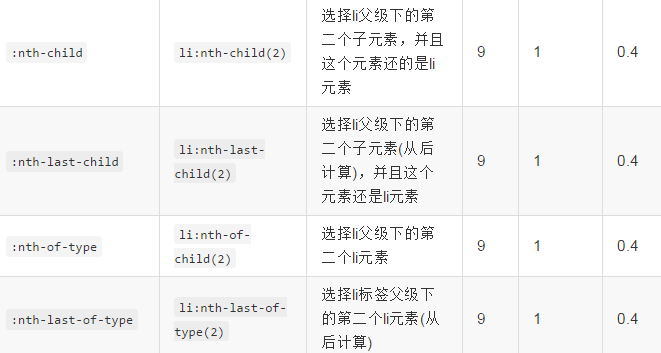 选择li父级下的第
二个子元素，并且
:nth-child li:nth-child(2) 这个元素还的是li 9 1 0.4
元素
选择li父级下的第
li:nth-last- 二个子元素(从后
:nth-last-child child(2) 计算)，并且这个 9 1 0.4
元素还是li元素
:nth-of-type li:nth-of- 选择li父级下的第 9 1 0.4
child(2) 二个li元素
选择li标签父级下
:nth-last-of-type li:nth-last-of- 的第二个li元素(从 9 1 0.4
type(2) 后计算)